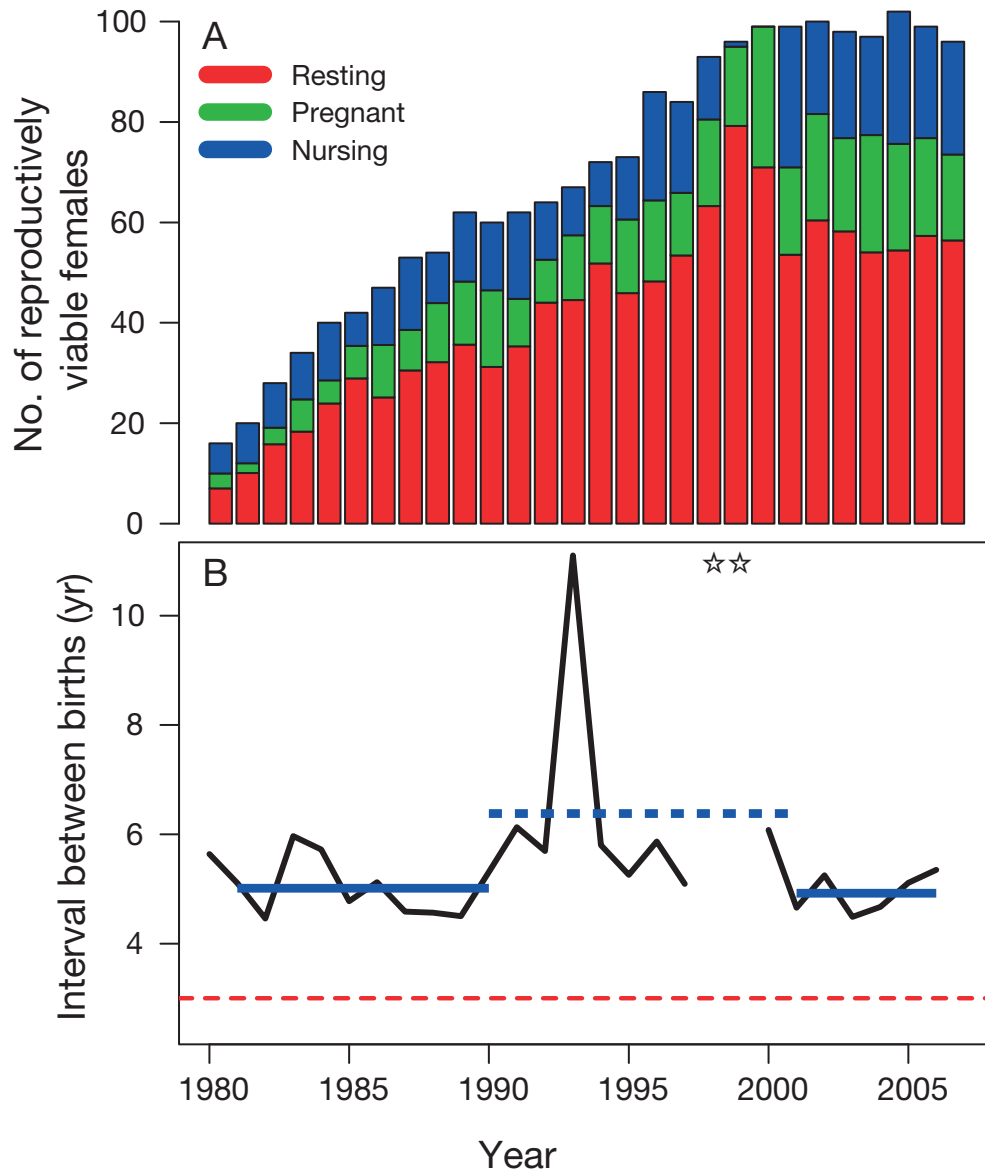 A
Resting
Pregnant
Nursing
No. of reproductively
viable females
100
80
60
40
20
0
B
☆☆
Interval between births (yr)
10
8
6
4
1980 1985 1990 1995 2000 2005
Year